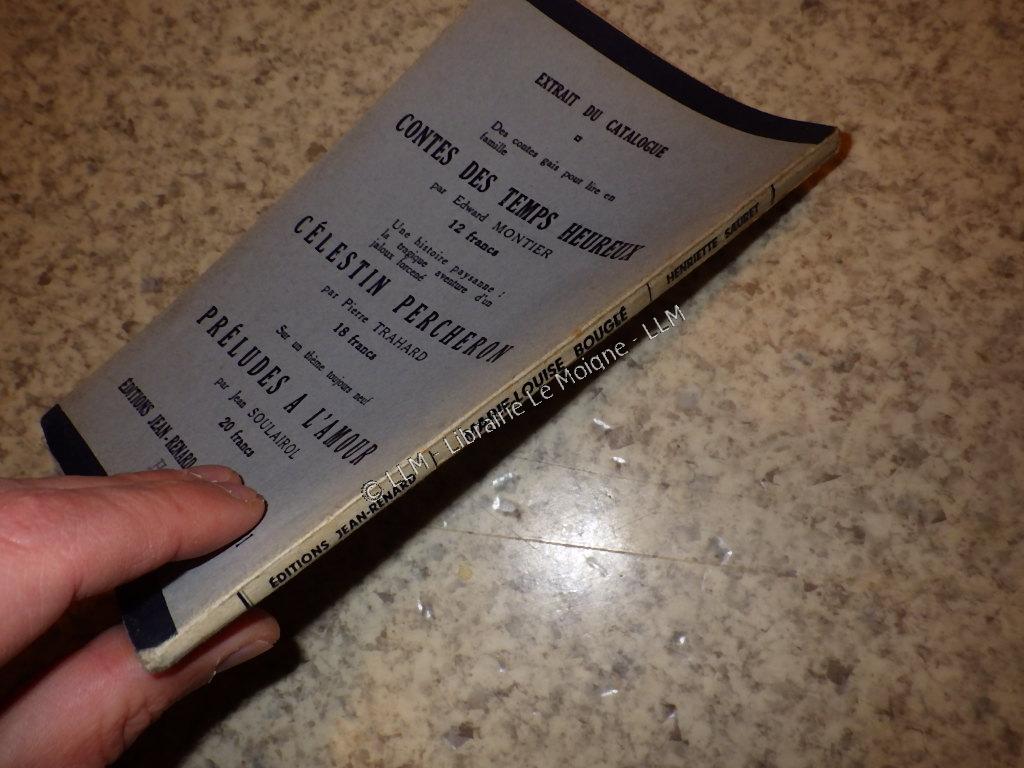 EXTRAIT DU CATALOGUE
Des contes gais pour lire en
famille
CONTES DES TEMPS HEUREUX
par Edward MONTIER
12 francs
Une histoire paysanne :
la tragique aventure d'un
jaloux forcené
CÉLESTIN PERCHERON
par Pierre TRAHARD
18 francs
Sur un thème toujours neuf
PRÉLUDES A L'AMOUR
par Jean SOULAIROL
20 francs
ÉDITIONS JEAN-RENARD
ÉDITIONS JEAN-RENARD
MARIE-LOUISE BOUGLÉ
HENRIETTE SAURET
© LLM - Librairie Le Moigne - LLM